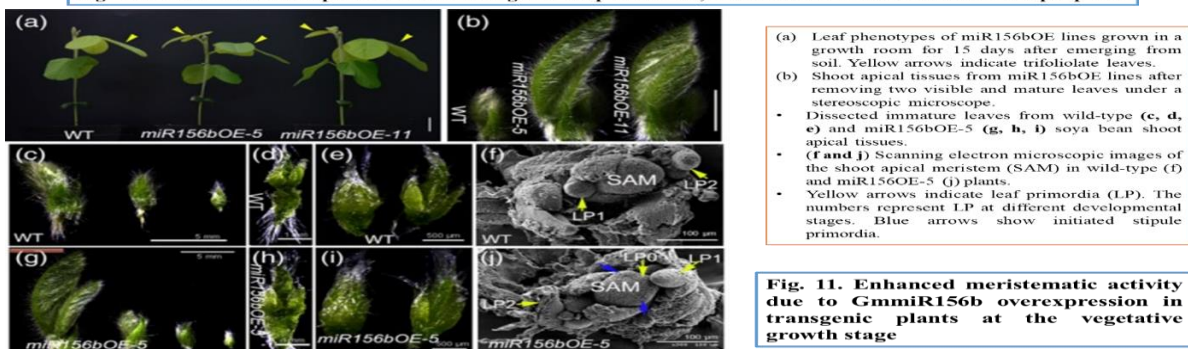 (a)
WT
miR156bOE-5
miR156bOE-11
(b)
WT
miR156bOE-5
miR156bOE-11
(c)
WT
5 mm
(d)
WT
(e)
WT
500 µm
(f)
SAM
LP2
LP1
WT
100 µm
(g)
5 mm
miR156bOE-5
(h)
miR156bOE-5
(i)
miR156bOE-5
500 µm
(j)
LP0
LP1
SAM
LP2
miR156bOE-5
100 µm
(a) Leaf phenotypes of miR156bOE lines grown in a
growth room for 15 days after emerging from
soil. Yellow arrows indicate trifoliolate leaves.
(b) Shoot apical tissues from miR156bOE lines after
removing two visible and mature leaves under a
stereoscopic microscope.
• Dissected immature leaves from wild-type (c, d,
e) and miR156bOE-5 (g, h, i) soya bean shoot
apical tissues.
• (f and j) Scanning electron microscopic images of
the shoot apical meristem (SAM) in wild-type (f)
and miR156OE-5 (j) plants.
• Yellow arrows indicate leaf primordia (LP). The
numbers represent LP at different developmental
stages. Blue arrows show initiated stipule
primordia.
Fig. 11. Enhanced meristematic activity
due to GmmiR156b overexpression in
transgenic plants at the vegetative
growth stage